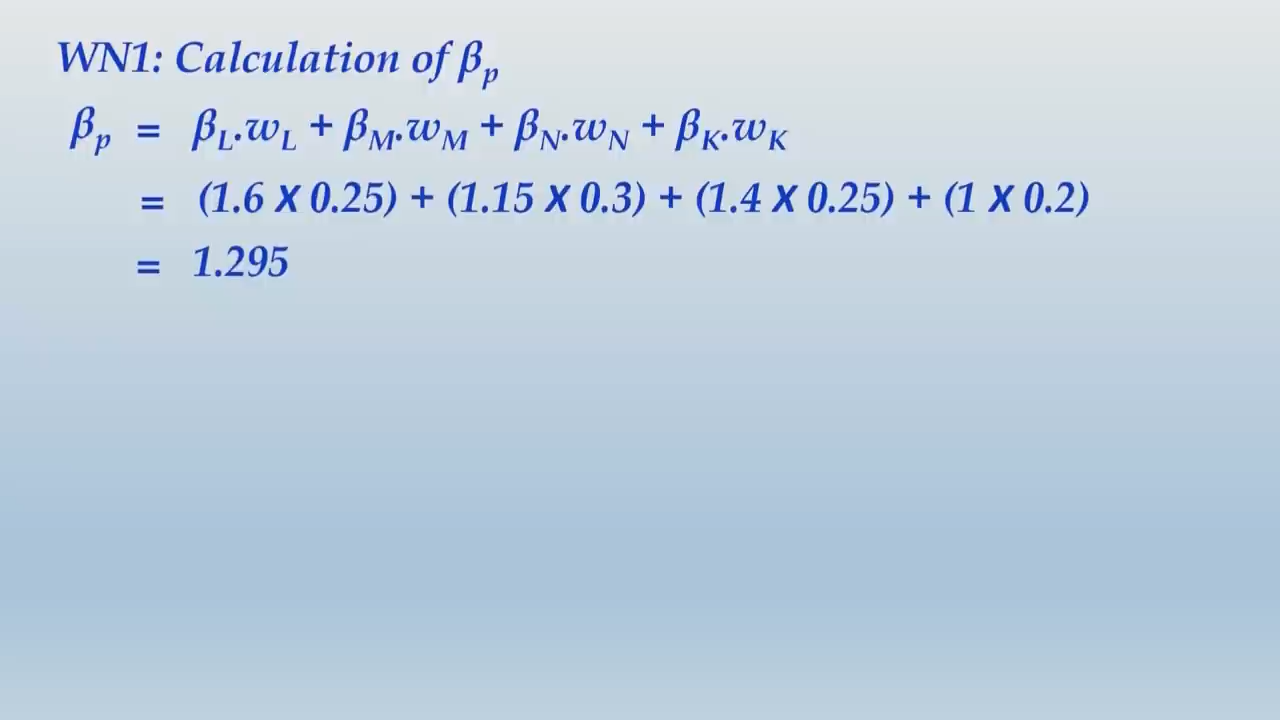 WN1: Calculation of βp
βp = βL.wL + βM.wM + βN.wN + βK.wK
= (1.6 X 0.25) + (1.15 X 0.3) + (1.4 X 0.25) + (1 X 0.2)
= 1.295